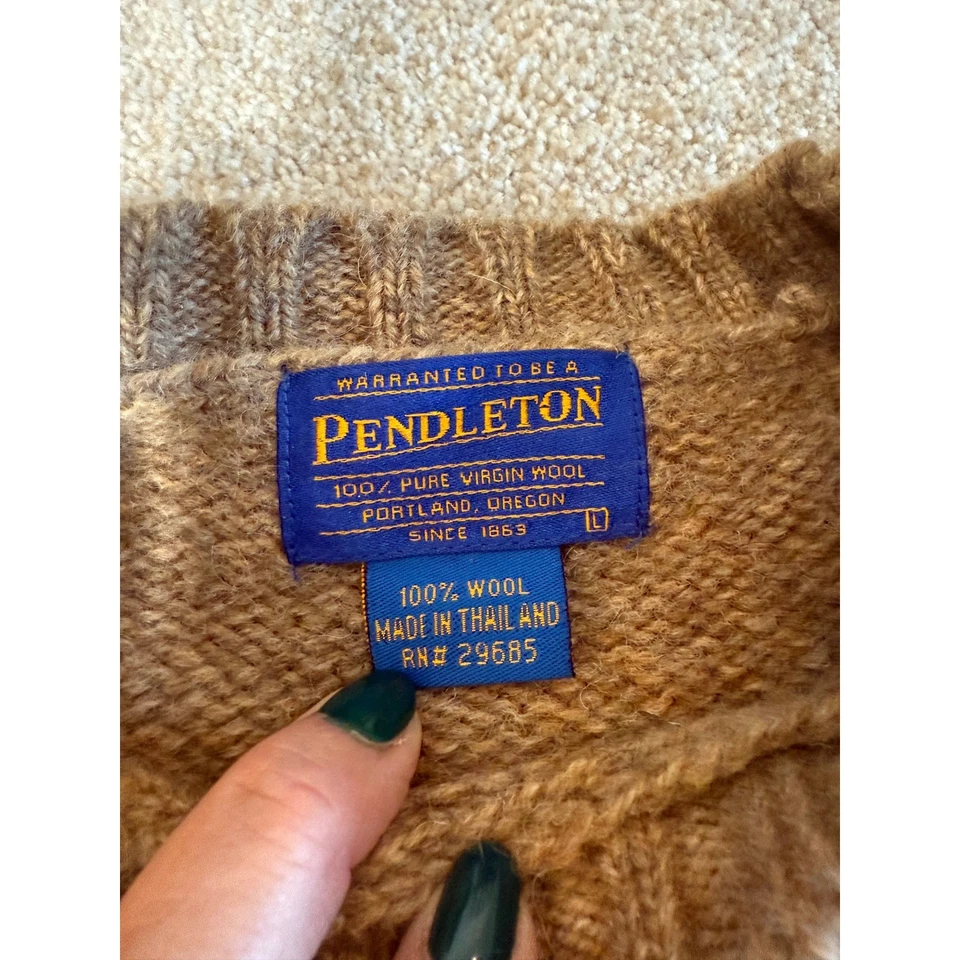 WARRANTED TO BE A
PENDLETON
100% PURE VIRGIN WOOL
PORTLAND, OREGON
SINCE 1863
L
100% WOOL
MADE IN THAILAND
RN# 29685